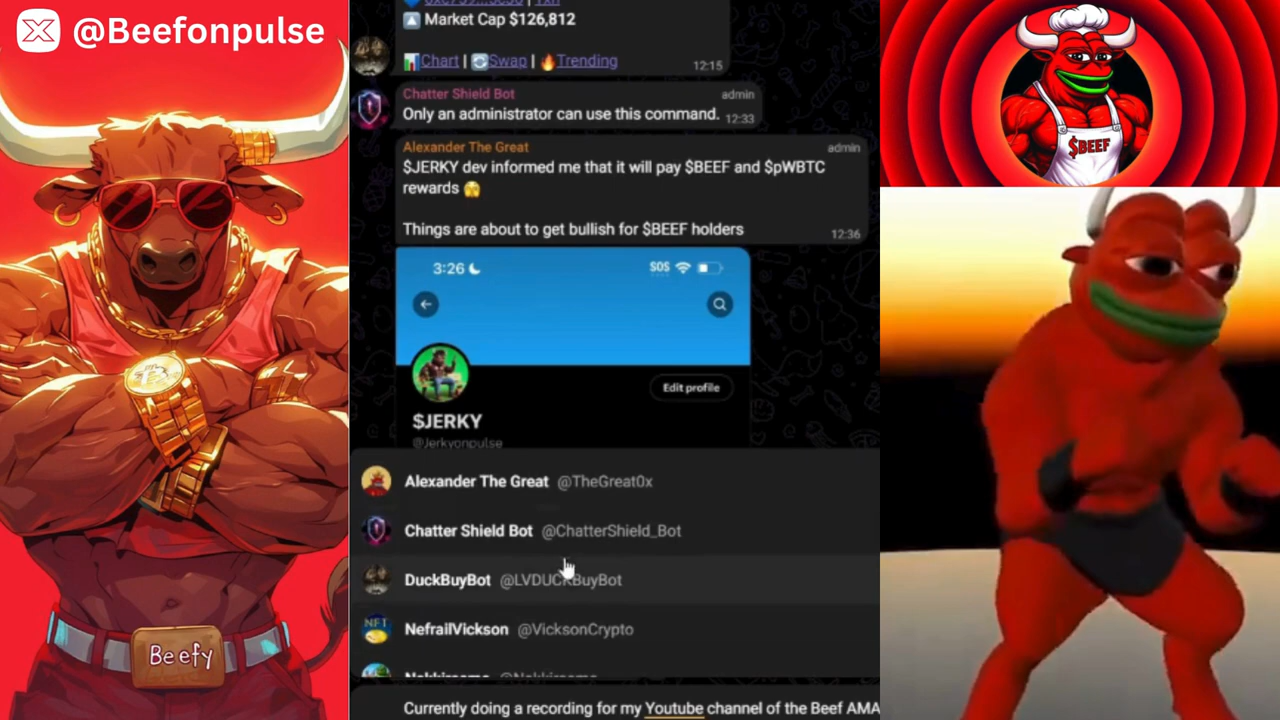 @Beefonpulse
Market Cap $126,812
Chart | Swap | Trending
12:15
Chatter Shield Bot
admin
Only an administrator can use this command.
12:33
Alexander The Great
admin
$JERKY dev informed me that it will pay $BEEF and $pWBTC
rewards
Things are about to get bullish for $BEEF holders
12:36
3:26
SOS
Edit profile
$JERKY
@Jerkyonpulse
Alexander The Great @TheGreat0x
Chatter Shield Bot @ChatterShield_Bot
DuckBuyBot @LVDUCKBuyBot
NefrailVickson @VicksonCrypto
Currently doing a recording for my Youtube channel of the Beef AMA
Beefy
$BEEF
NFT